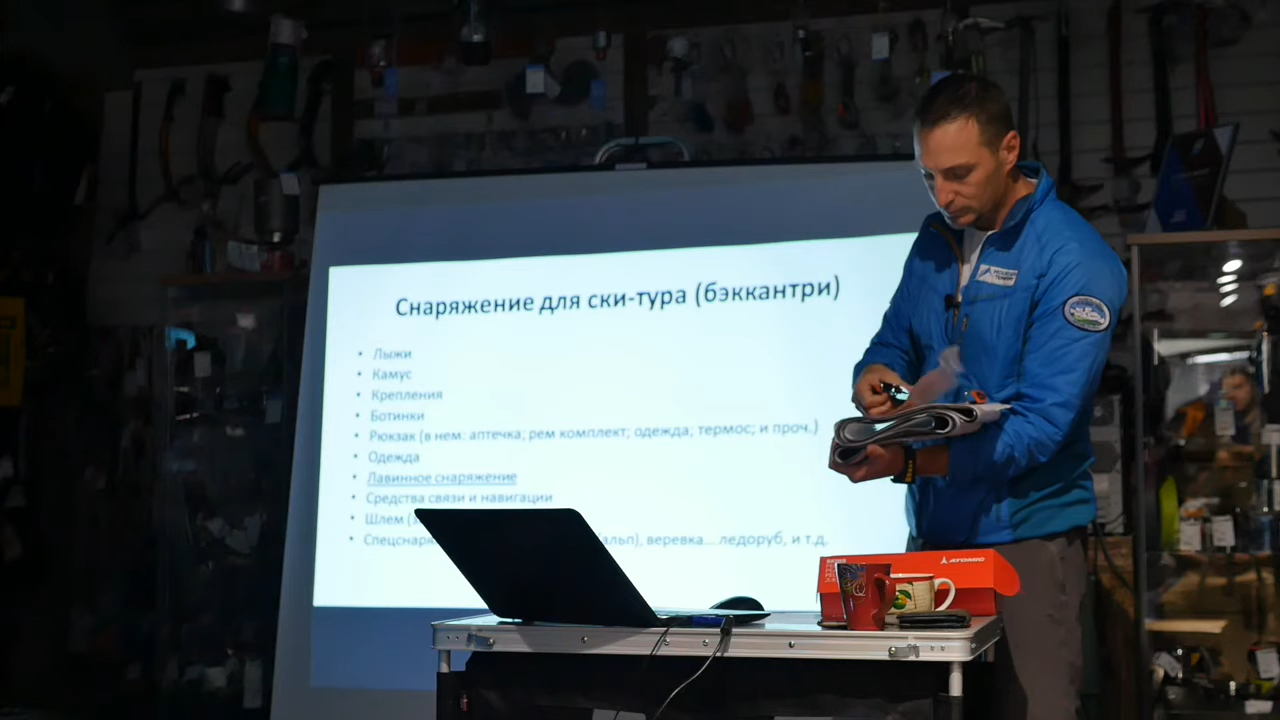 Снаряжение для ски-тура (бэккантри)
• Лыжи
• Камус
• Крепления
• Ботинки
• Рюкзак (в нем: аптечка; рем комплект; одежда; термос; и проч.)
• Одежда
• Лавинное снаряжение
• Средства связи и навигации
• Шлем
• альп), веревка... ледоруб, и т.д.
ATOMIC